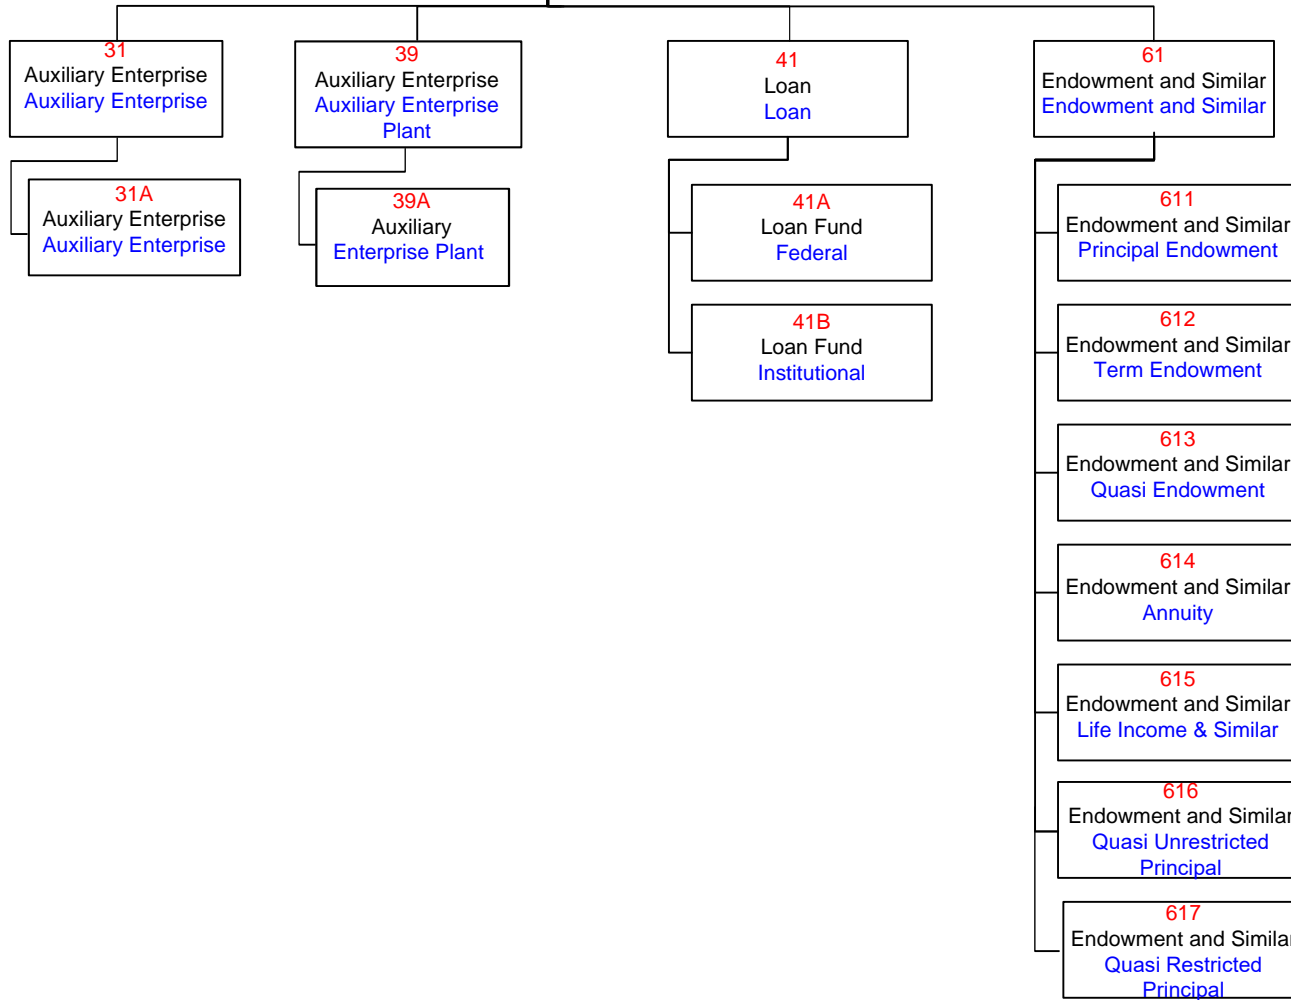 31
Auxiliary Enterprise
Auxiliary Enterprise
39
Auxiliary Enterprise
Auxiliary Enterprise
Plant
41
Loan
Loan
61
Endowment and Similar
Endowment and Similar
31A
Auxiliary Enterprise
Auxiliary Enterprise
39A
Auxiliary
Enterprise Plant
41A
Loan Fund
Federal
41B
Loan Fund
Institutional
611
Endowment and Similar
Principal Endowment
612
Endowment and Similar
Term Endowment
613
Endowment and Similar
Quasi Endowment
614
Endowment and Similar
Annuity
615
Endowment and Similar
Life Income & Similar
616
Endowment and Similar
Quasi Unrestricted
Principal
617
Endowment and Similar
Quasi Restricted
Principal